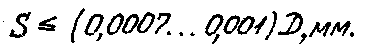 S ≤ (0,0007...0,001) D, мм.